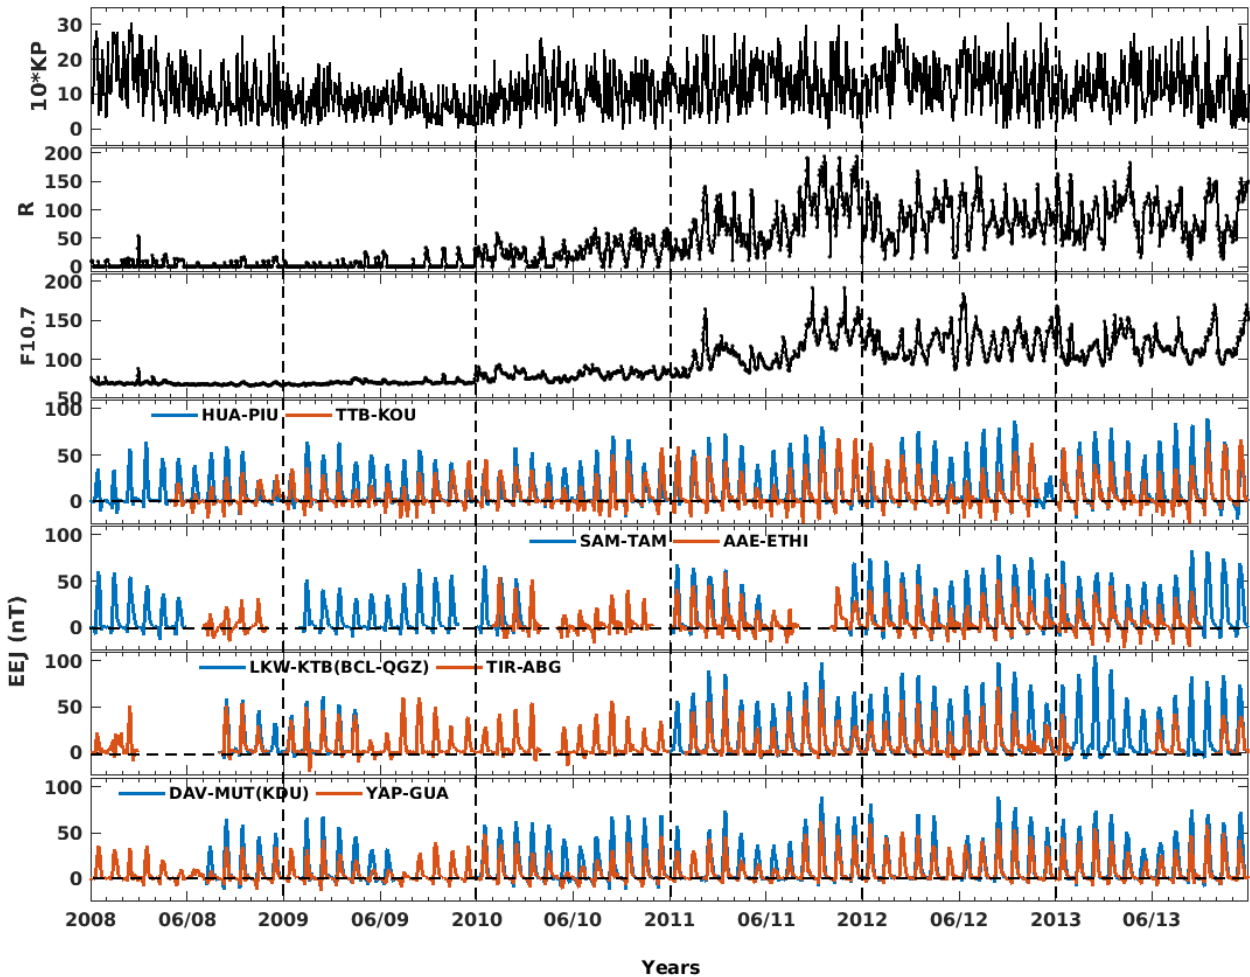 30
20
10
0
10*KP
200
150
100
50
0
R
200
150
100
50
F10.7
HUA-PIU TTB-KOU
100
50
0
SAM-TAM AAE-ETHI
100
50
0
EEJ (nT)
LKW-KTB(BCL-QGZ) TIR-ABG
100
50
0
DAV-MUT(KDU) YAP-GUA
100
50
0
2008 06/08 2009 06/09 2010 06/10 2011 06/11 2012 06/12 2013 06/13
Years